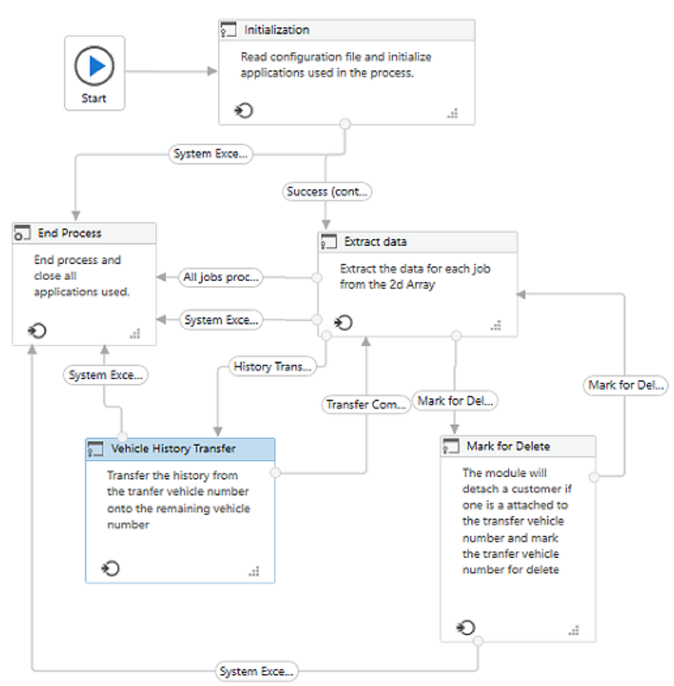 Initialization
Read configuration file and initialize
applications used in the process.
Start
System Exce...
Success (cont...
End Process
End process and
close all
applications used.
Extract data
Extract the data for each job
from the 2d Array
All jobs proc...
System Exce...
History Trans...
System Exce...
Transfer Com...
Mark for Del...
Mark for Del...
Vehicle History Transfer
Transfer the history from
the tranfer vehicle number
onto the remaining vehicle
number
Mark for Delete
The module will
detach a customer if
one is a attached to
the transfer vehicle
number and mark
the tranfer vehicle
number for delete
System Exce...